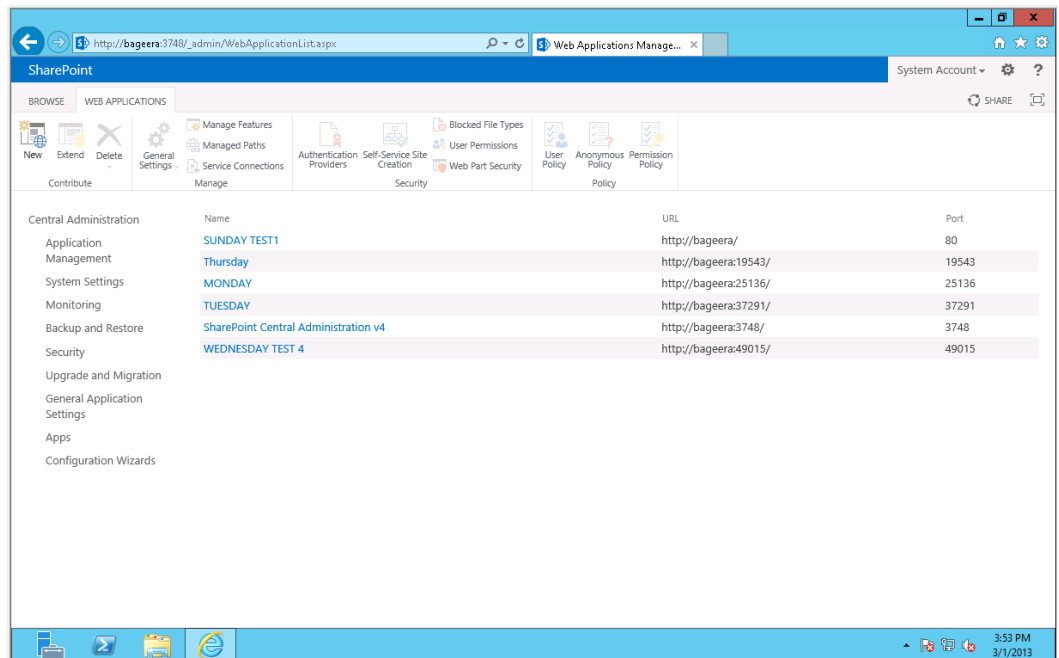 http://bageera:3748/_admin/WebApplicationList.aspx
Web Applications Manage...
SharePoint
System Account
BROWSE WEB APPLICATIONS
SHARE
New
Extend
Delete
Contribute
General
Settings
Manage Features
Managed Paths
Service Connections
Manage
Authentication
Providers
Self-Service Site
Creation
Blocked File Types
User Permissions
Web Part Security
Security
User
Policy
Anonymous
Policy
Permission
Policy
Policy
Central Administration
Application
Management
System Settings
Monitoring
Backup and Restore
Security
Upgrade and Migration
General Application
Settings
Apps
Configuration Wizards
Name URL Port
SUNDAY TEST1 http://bageera/ 80
Thursday http://bageera:19543/ 19543
MONDAY http://bageera:25136/ 25136
TUESDAY http://bageera:37291/ 37291
SharePoint Central Administration v4 http://bageera:3748/ 3748
WEDNESDAY TEST 4 http://bageera:49015/ 49015
3:53 PM
3/1/2013